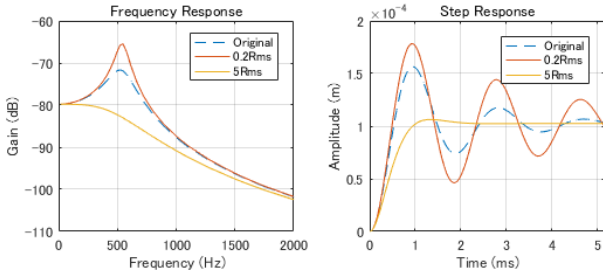 Frequency Response
-60
-70
-80
-90
-100
-110
Gain (dB)
0
500
1000
1500
2000
Frequency (Hz)
Original
0.2Rms
5Rms
Step Response
×10⁻⁴
2
1.5
1
0.5
0
Amplitude (m)
0
1
2
3
4
5
Time (ms)
Original
0.2Rms
5Rms